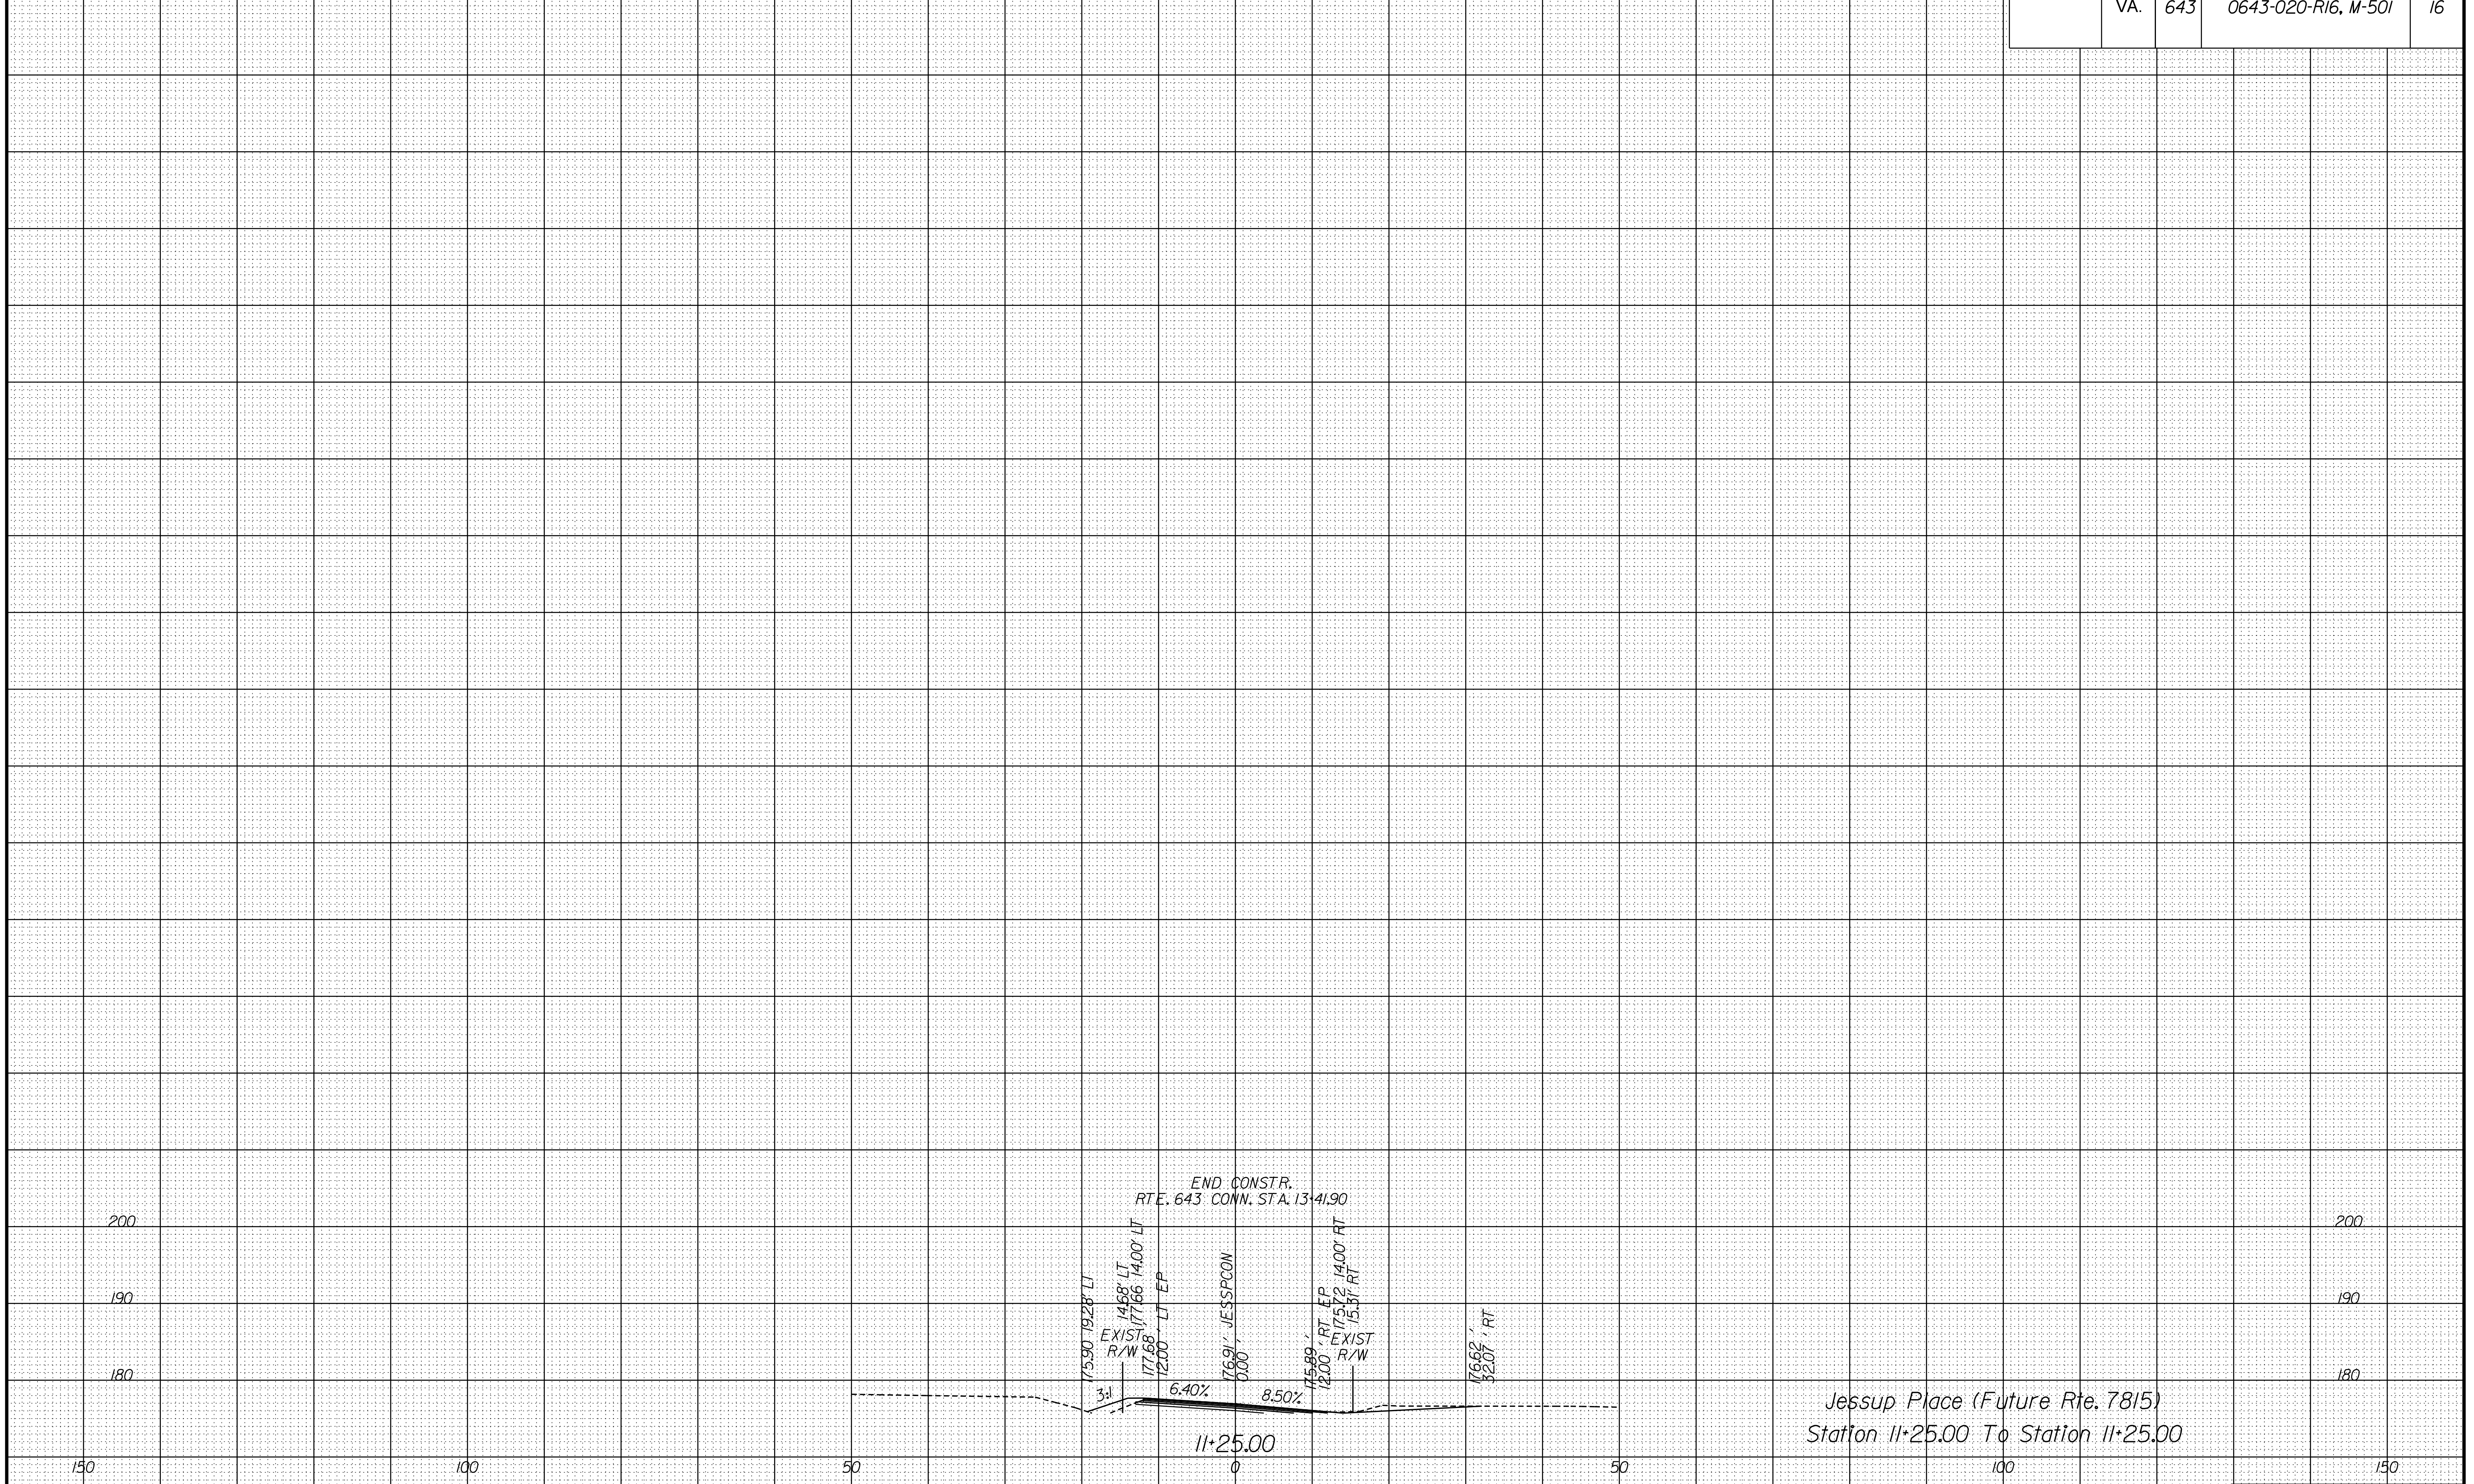 VA. 643 0643-020-R16, M-501 16
END CONSTR.
RTE. 643 CONN. STA. 13+41.90
200 200
190 190
180 180
175.90 19.28' LT
14.68' LT
EXIST
R/W
177.66 14.00' LT
177.68'
12.00' LT EP
176.91' JESSPCON
0.00'
175.89'
12.00' RT EP
175.72 14.00' RT
15.31' RT
EXIST
R/W
176.62'
32.07' RT
3:1
6.40%
8.50%
11+25.00
Jessup Place (Future Rte. 7815)
Station 11+25.00 To Station 11+25.00
150 100 50 0 50 100 150